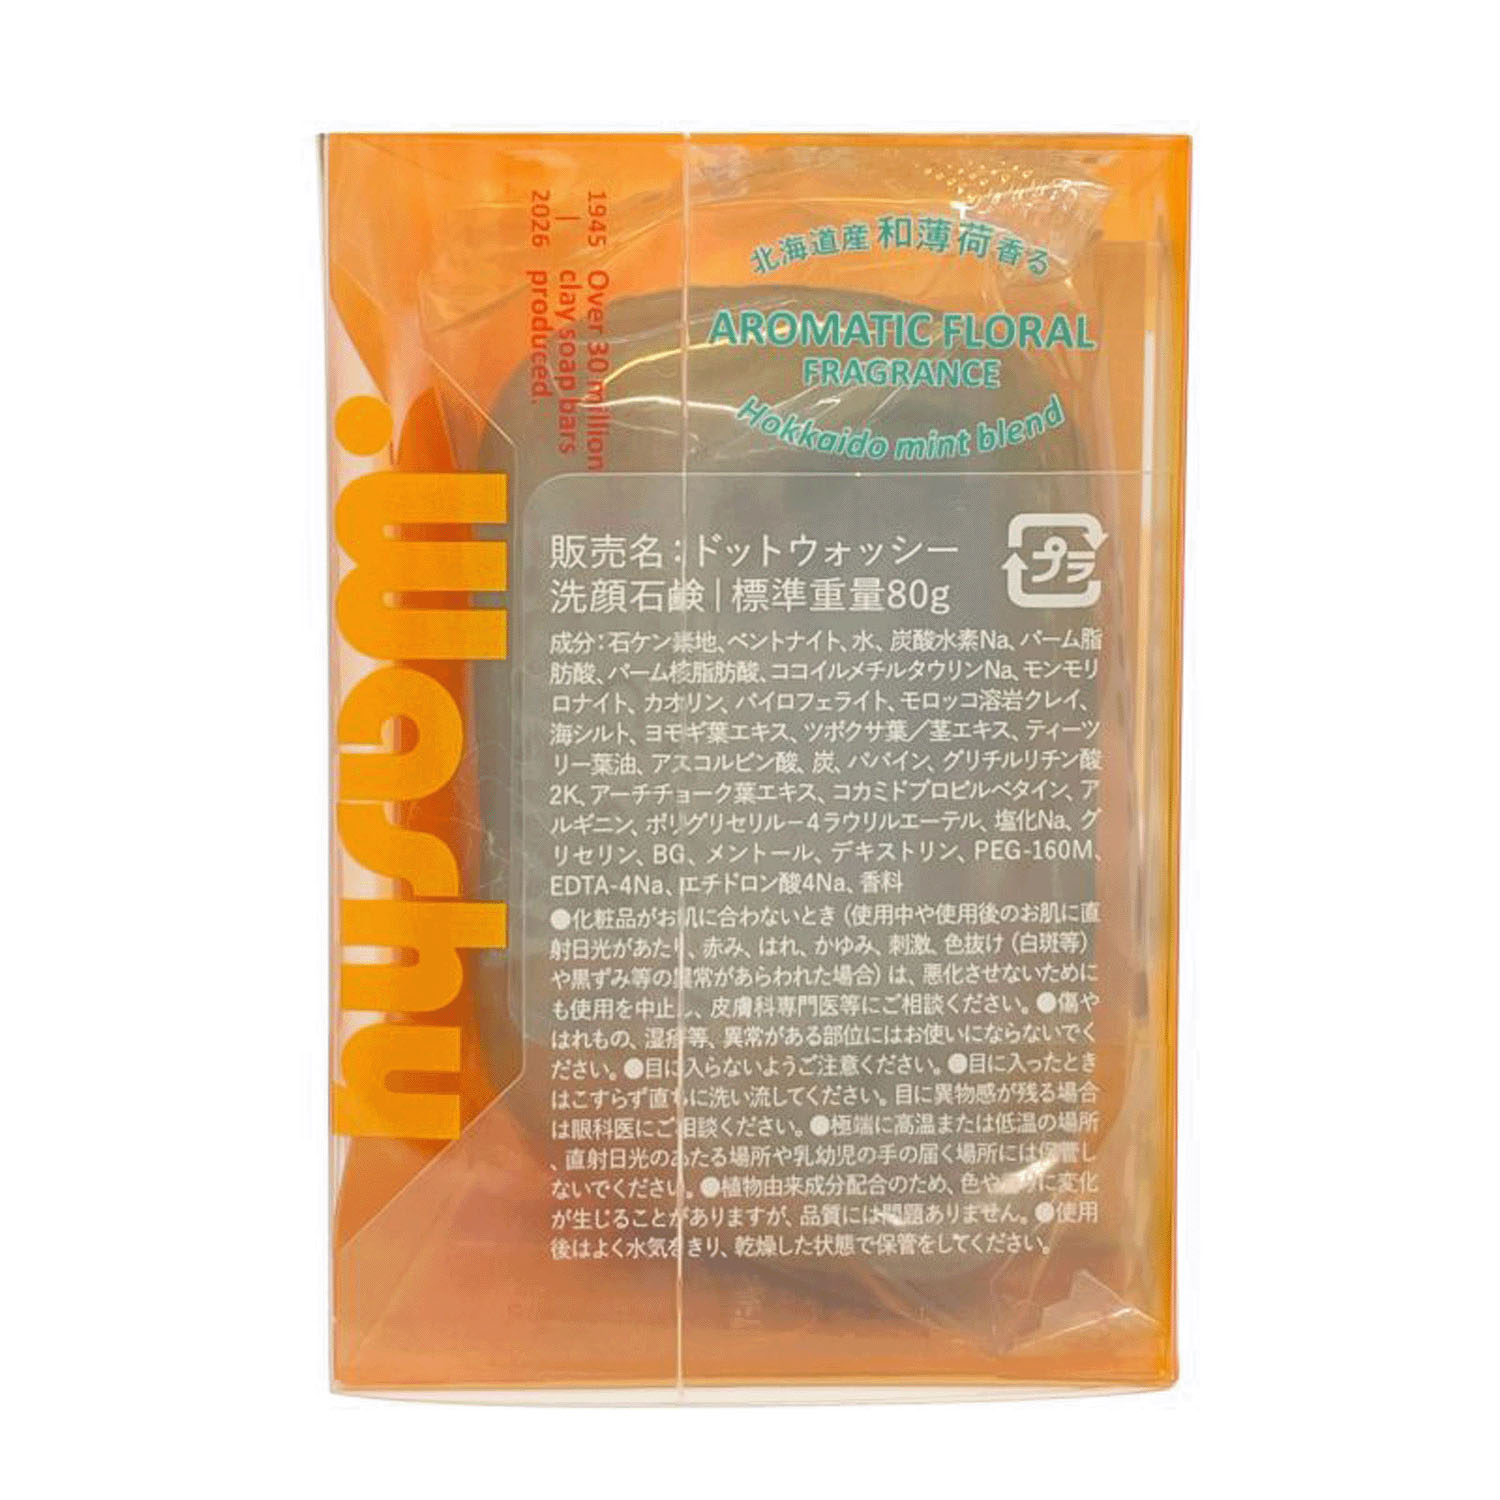 1945 Over 30 million
| clay soap bars
2026 produced.
.washy
北海道産和薄荷香る
AROMATIC FLORAL
FRAGRANCE
Hokkaido mint blend
販売名：ドットウォッシー
洗顔石鹸｜標準重量80g
プラ
成分：石ケン素地、ベントナイト、水、炭酸水素Na、パーム脂
肪酸、パーム核脂肪酸、ココイルメチルタウリンNa、モンモリ
ロナイト、カオリン、パイロフェライト、モロッコ溶岩クレイ、
海シルト、ヨモギ葉エキス、ツボクサ葉／茎エキス、ティーツ
リー葉油、アスコルビン酸、炭、パパイン、グリチルリチン酸
2K、アーチチョーク葉エキス、コカミドプロピルベタイン、ア
ルギニン、ポリグリセリル－4ラウリルエーテル、塩化Na、グ
リセリン、BG、メントール、デキストリン、PEG-160M、
EDTA-4Na、エチドロン酸4Na、香料
●化粧品がお肌に合わないとき（使用中や使用後のお肌に直
射日光があたり、赤み、はれ、かゆみ、刺激、色抜け（白斑等）
や黒ずみ等の異常があらわれた場合）は、悪化させないために
も使用を中止し、皮膚科専門医等にご相談ください。●傷や
はれもの、湿疹等、異常がある部位にはお使いにならないでく
ださい。●目に入らないようご注意ください。●目に入ったとき
はこすらず直ちに洗い流してください。目に異物感が残る場合
は眼科医にご相談ください。●極端に高温または低温の場所
、直射日光のあたる場所や乳幼児の手の届く場所には保管し
ないでください。●植物由来成分配合のため、色や香りに変化
が生じることがありますが、品質には問題ありません。●使用
後はよく水気をきり、乾燥した状態で保管をしてください。